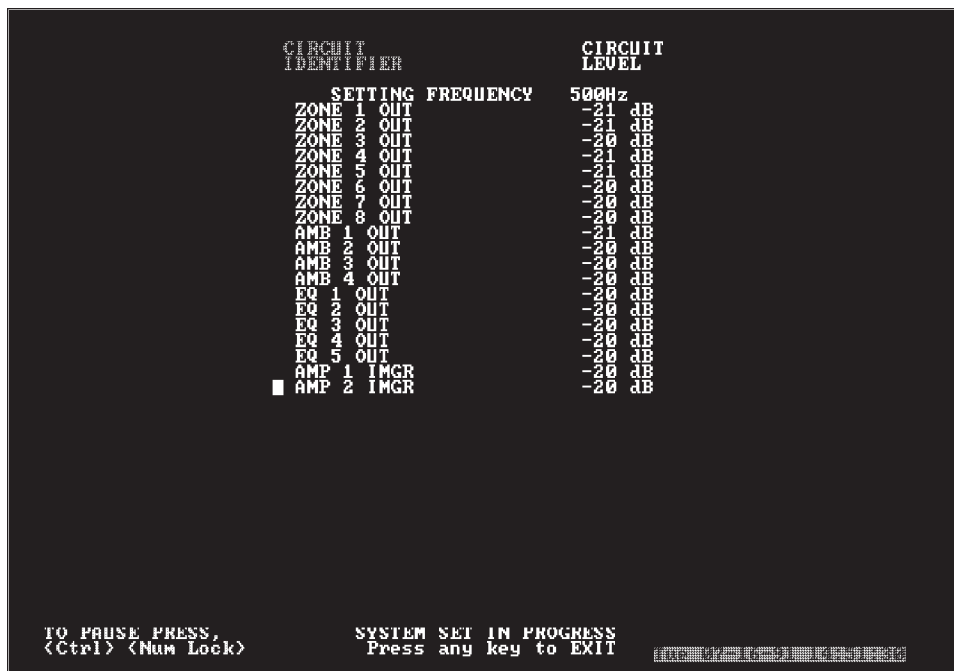 CIRCUIT CIRCUIT
IDENTIFIER LEVEL
SETTING FREQUENCY 500Hz
ZONE 1 OUT -21 dB
ZONE 2 OUT -21 dB
ZONE 3 OUT -20 dB
ZONE 4 OUT -21 dB
ZONE 5 OUT -21 dB
ZONE 6 OUT -20 dB
ZONE 7 OUT -20 dB
ZONE 8 OUT -20 dB
AMB 1 OUT -21 dB
AMB 2 OUT -20 dB
AMB 3 OUT -20 dB
AMB 4 OUT -20 dB
EQ 1 OUT -20 dB
EQ 2 OUT -20 dB
EQ 3 OUT -20 dB
EQ 4 OUT -20 dB
EQ 5 OUT -20 dB
AMP 1 IMGR -20 dB
AMP 2 IMGR -20 dB
TO PAUSE PRESS, SYSTEM SET IN PROGRESS
<Ctrl> <Num Lock> Press any key to EXIT